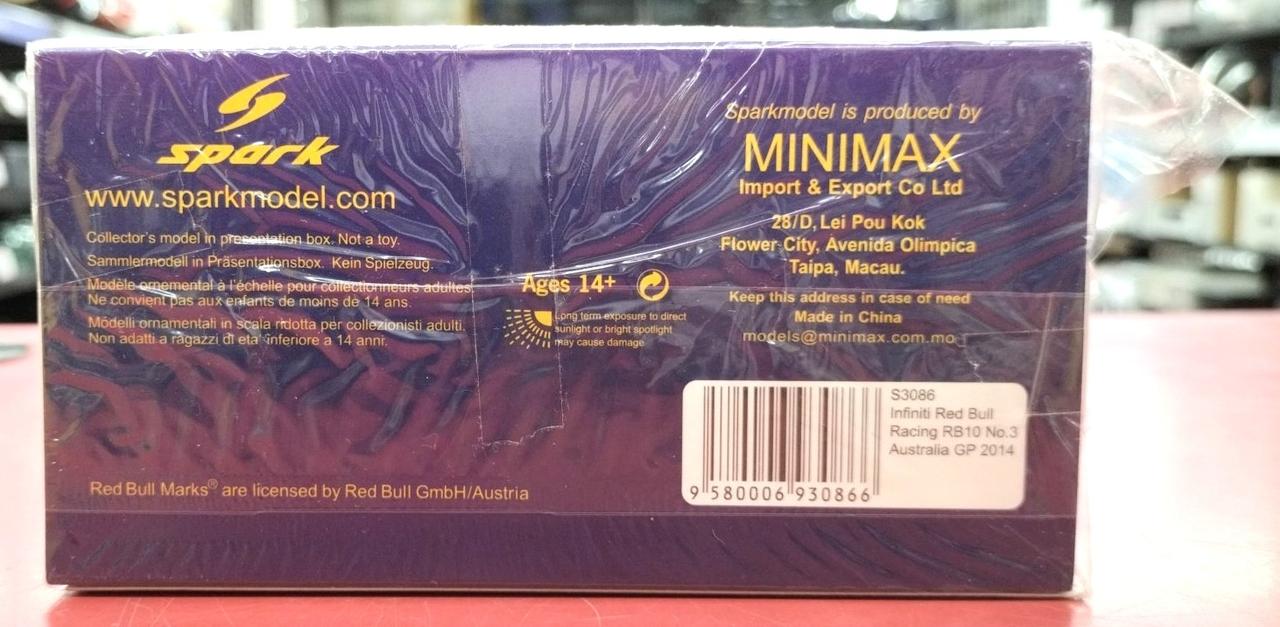 spark
www.sparkmodel.com
Collector's model in presentation box. Not a toy.
Sammlermodell in Präsentationsbox. Kein Spielzeug.
Modèle ornemental à l'échelle pour collectionneurs adultes.
Ne convient pas aux enfants de moins de 14 ans.
Modelli ornamentali in scala ridotta per collezionisti adulti.
Non adatti a ragazzi di eta' inferiore a 14 anni.
Red Bull Marks® are licensed by Red Bull GmbH/Austria
Ages 14+
Long term exposure to direct
sunlight or bright spotlight
may cause damage
Sparkmodel is produced by
MINIMAX
Import & Export Co Ltd
28/D, Lei Pou Kok
Flower City, Avenida Olimpica
Taipa, Macau.
Keep this address in case of need
Made in China
models@minimax.com.mo
S3086
Infiniti Red Bull
Racing RB10 No.3
Australia GP 2014
9 580006 930866